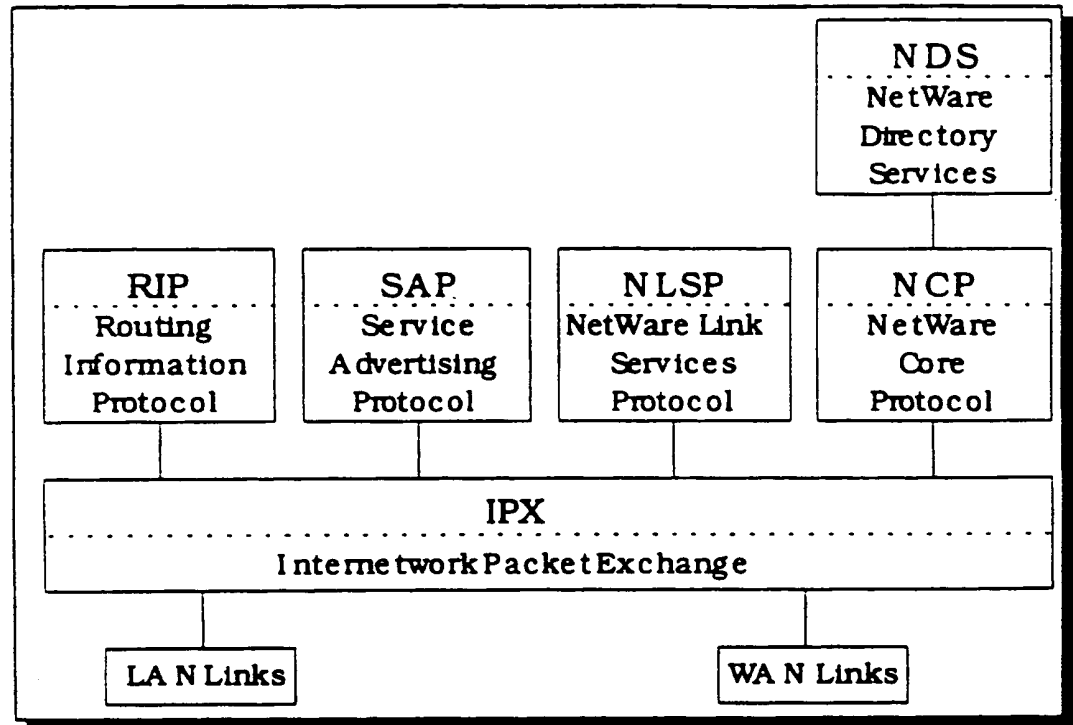 NDS
NetWare
Directory
Services
RIP
Routing
Information
Protocol
SAP
Service
Advertising
Protocol
NLSP
NetWare Link
Services
Protocol
NCP
NetWare
Core
Protocol
IPX
Internetwork Packet Exchange
LAN Links
WAN Links